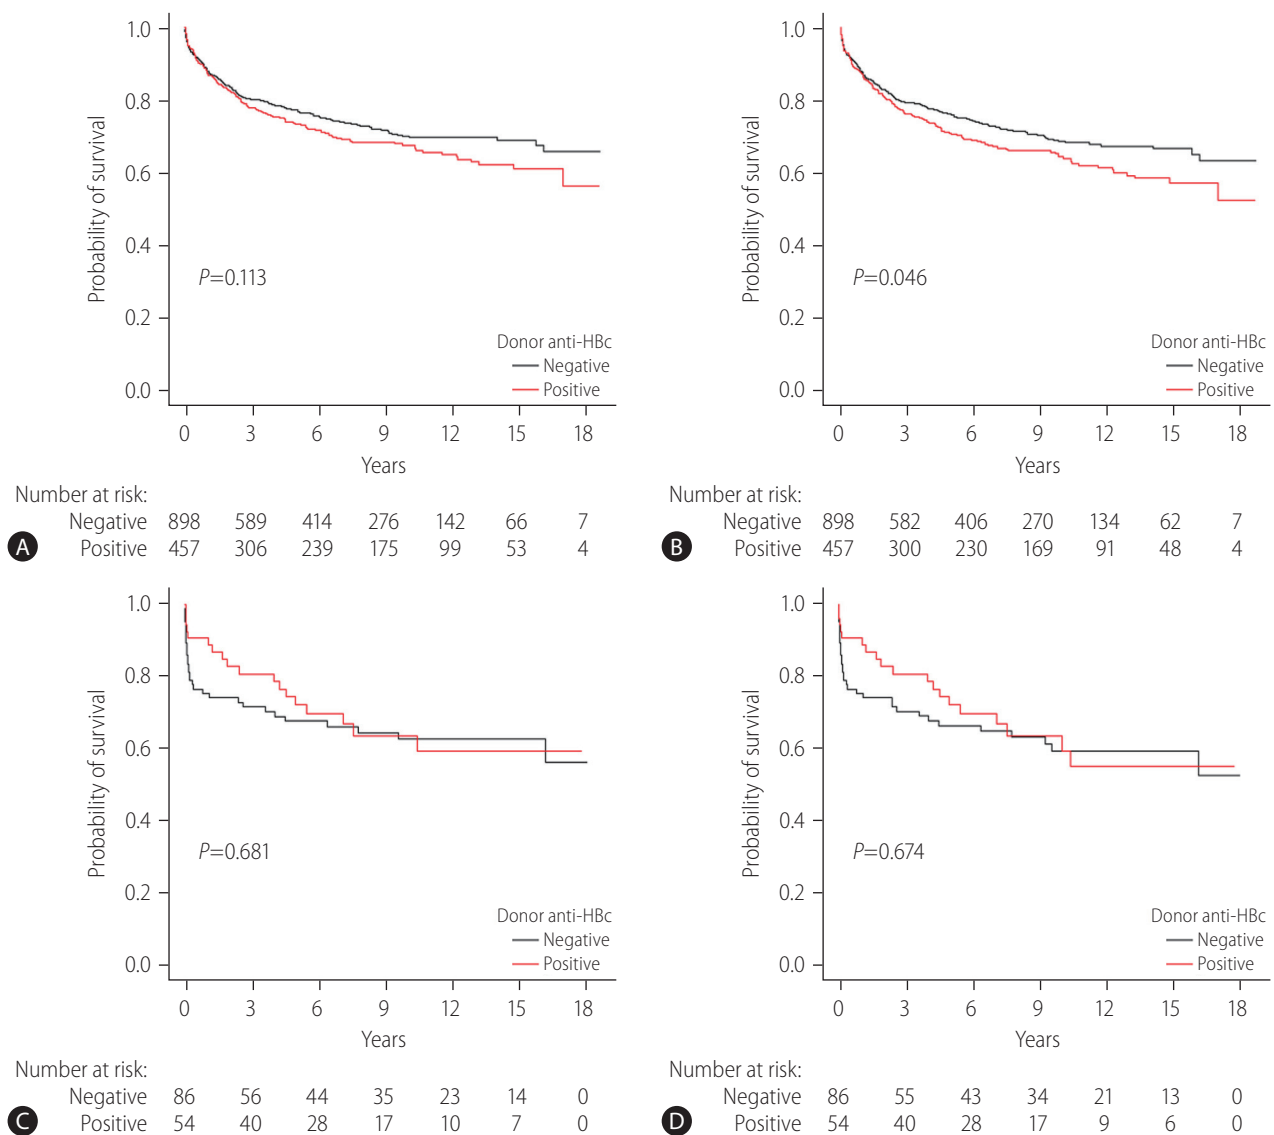 1.0
0.8
0.6
0.4
0.2
0.0
Probability of survival
P=0.113
Donor anti-HBc
Negative
Positive
0 3 6 9 12 15 18
Years
Number at risk:
Negative 898 589 414 276 142 66 7
Positive 457 306 239 175 99 53 4
A
1.0
0.8
0.6
0.4
0.2
0.0
Probability of survival
P=0.046
Donor anti-HBc
Negative
Positive
0 3 6 9 12 15 18
Years
Number at risk:
Negative 898 582 406 270 134 62 7
Positive 457 300 230 169 91 48 4
B
1.0
0.8
0.6
0.4
0.2
0.0
Probability of survival
P=0.681
Donor anti-HBc
Negative
Positive
0 3 6 9 12 15 18
Years
Number at risk:
Negative 86 56 44 35 23 14 0
Positive 54 40 28 17 10 7 0
C
1.0
0.8
0.6
0.4
0.2
0.0
Probability of survival
P=0.674
Donor anti-HBc
Negative
Positive
0 3 6 9 12 15 18
Years
Number at risk:
Negative 86 55 43 34 21 13 0
Positive 54 40 28 17 9 6 0
D